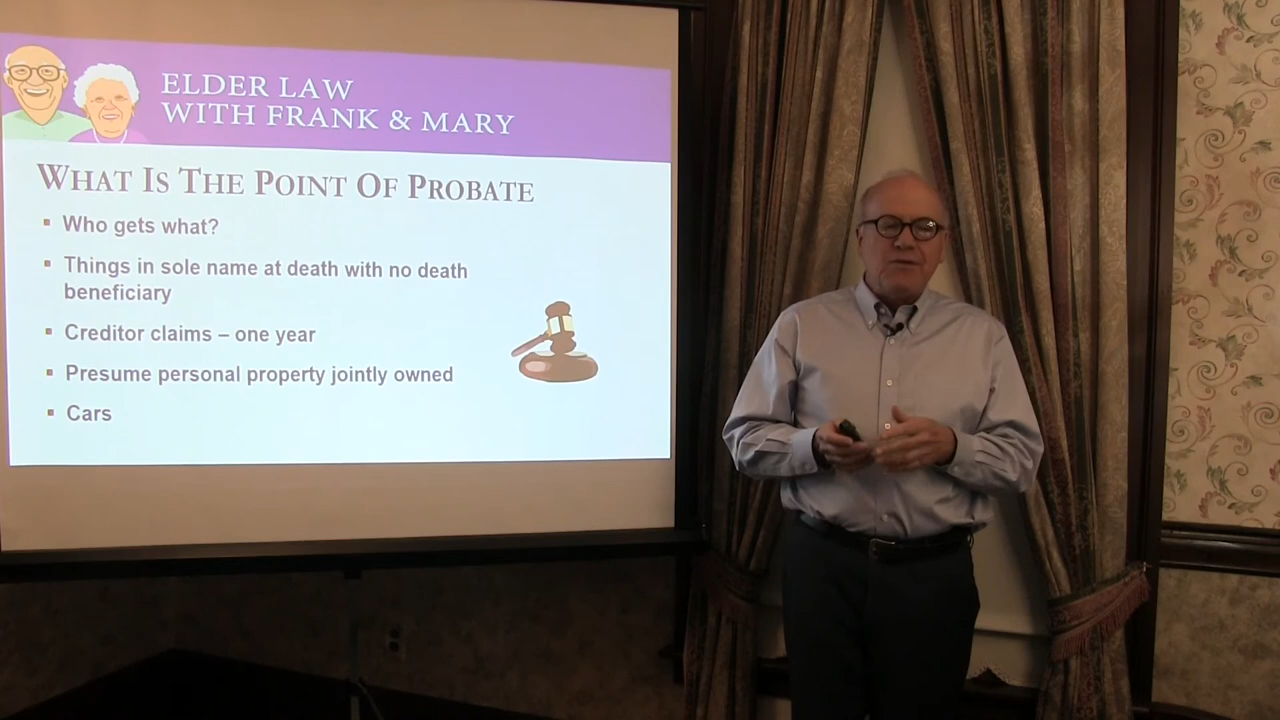 ELDER LAW
WITH FRANK & MARY
WHAT IS THE POINT OF PROBATE
Who gets what?
Things in sole name at death with no death
beneficiary
Creditor claims – one year
Presume personal property jointly owned
Cars